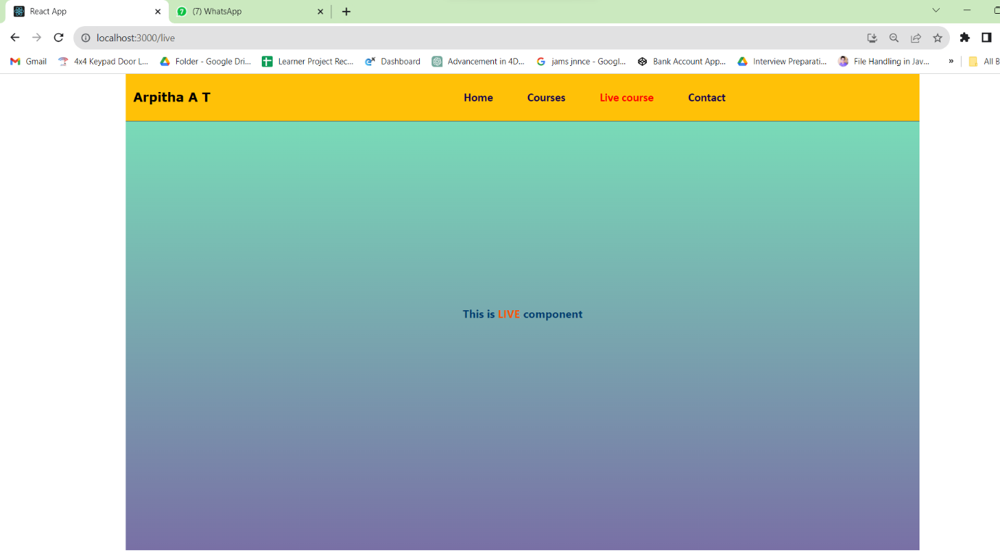 React App
(7) WhatsApp
localhost:3000/live
Gmail
4x4 Keypad Door L...
Folder - Google Dri...
Learner Project Rec...
Dashboard
Advancement in 4D...
jams jnnce - Googl...
Bank Account App...
Interview Preparati...
File Handling in Jav...
»
All B
Arpitha A T
Home
Courses
Live course
Contact
This is LIVE component